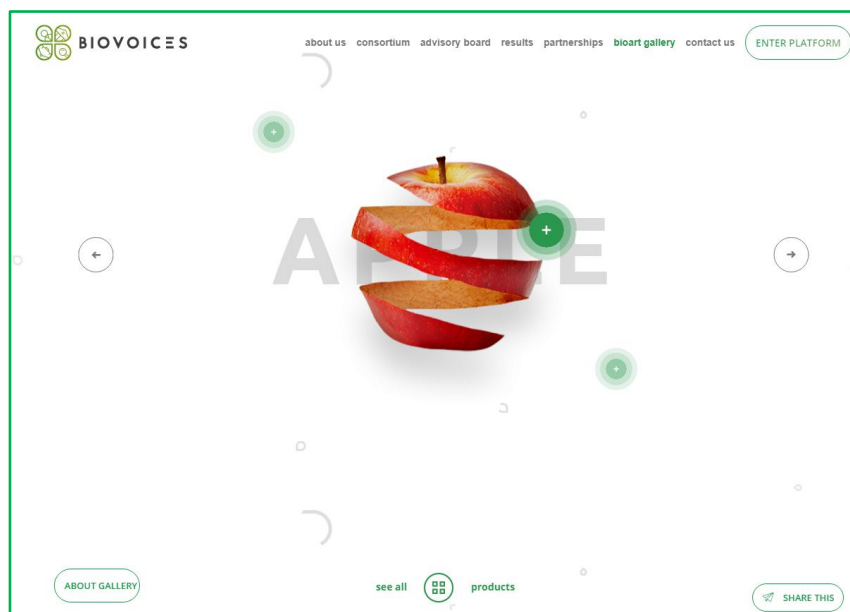 BIOVOICES
about us consortium advisory board results partnerships bioart gallery contact us ENTER PLATFORM
APPLE
ABOUT GALLERY
see all products
SHARE THIS